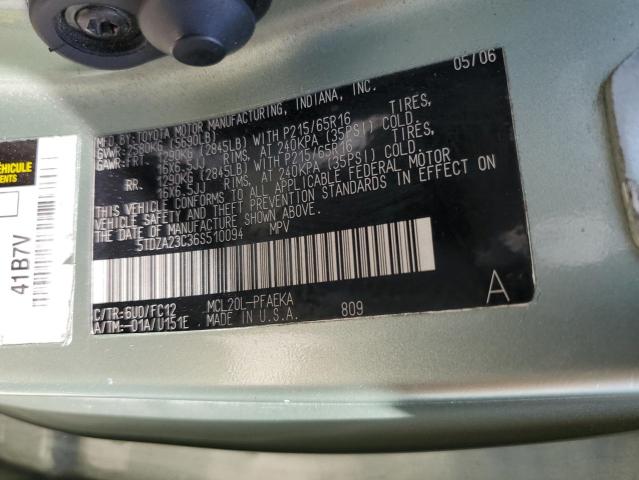 05/06
MFD.BY TOYOTA MOTOR MANUFACTURING, INDIANA, INC.
GVWR 2580KG (5690LB)
GAWR:FRT. 1290KG (2845LB) WITH P215/65R16 TIRES,
16X6.5JJ RIMS, AT 240KPA (35PSI) COLD.
RR. 1290KG (2845LB) WITH P215/65R16 TIRES,
16X6.5JJ RIMS, AT 240KPA (35PSI) COLD.
THIS VEHICLE CONFORMS TO ALL APPLICABLE FEDERAL MOTOR
VEHICLE SAFETY AND THEFT PREVENTION STANDARDS IN EFFECT
ON THE DATE OF MANUFACTURE SHOWN ABOVE.
5TDZA23C36S510094 MPV
C/TR:6U0/FC12 MCL20L-PFAEKA
A/TM:-01A/U151E MADE IN U.S.A. 809 A
41B7V